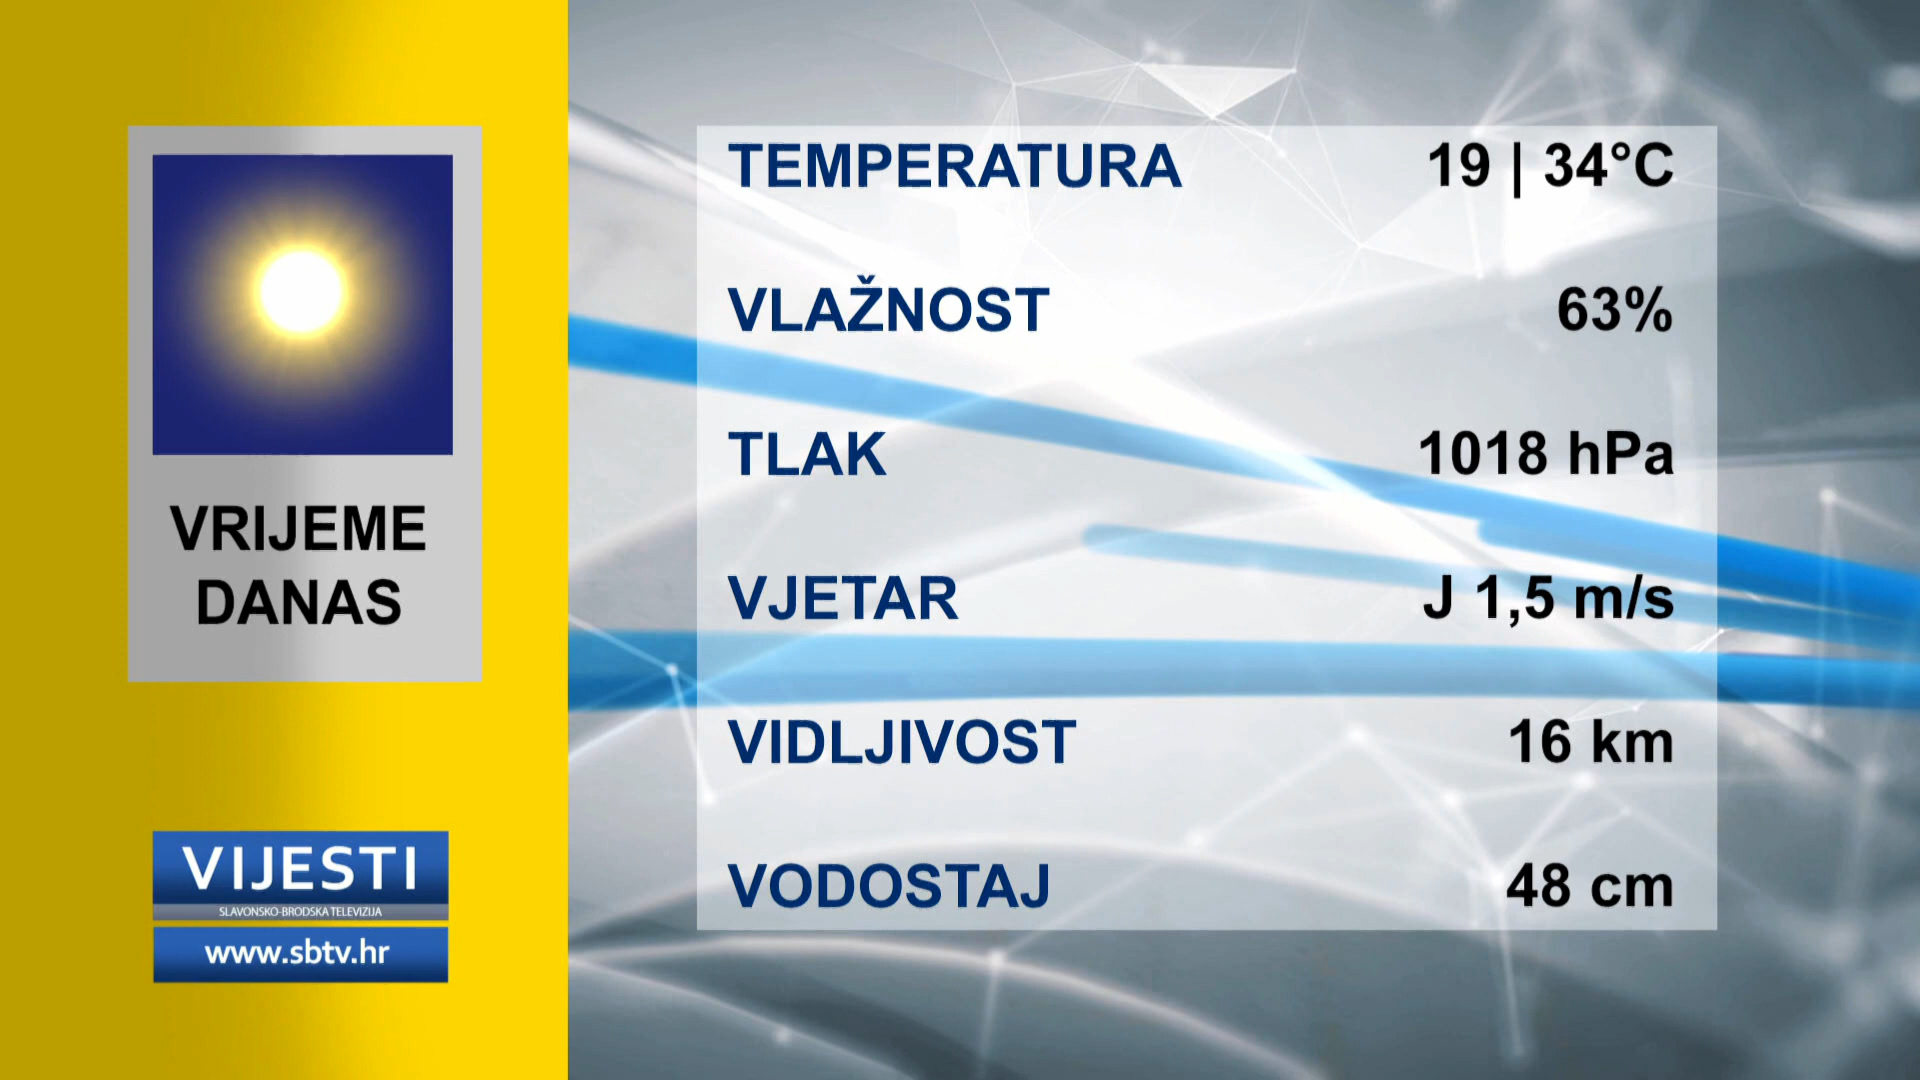 VRIJEME
DANAS
VIJESTI
SLAVONSKO-BRODSKA TELEVIZIJA
www.sbtv.hr
TEMPERATURA 19 | 34°C
VLAŽNOST 63%
TLAK 1018 hPa
VJETAR J 1,5 m/s
VIDLJIVOST 16 km
VODOSTAJ 48 cm